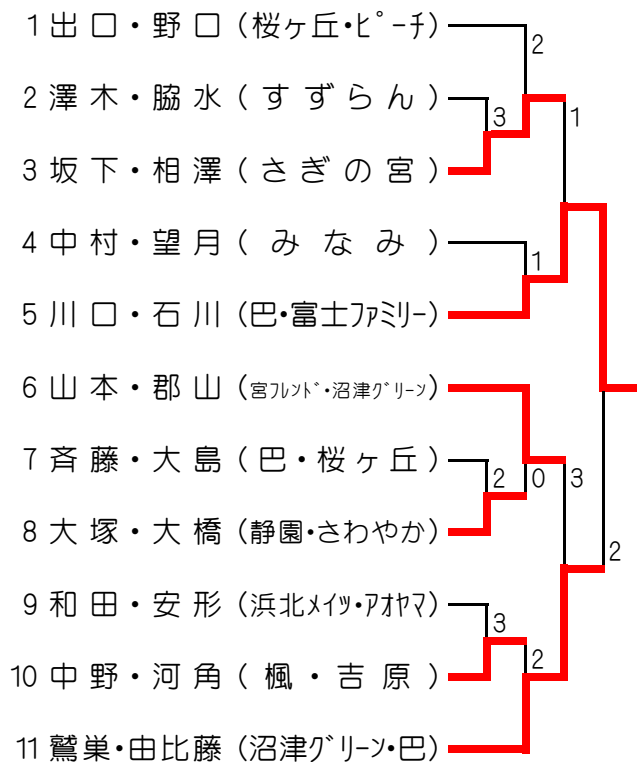 1 出口・野口 (桜ヶ丘・ピーチ)
2
2 澤木・脇水 (すずらん)
3
1
3 坂下・相澤 (さぎの宮)
4 中村・望月 (みなみ)
1
5 川口・石川 (巴・富士ファミリー)
6 山本・郡山 (宮フレンド・沼津グリーン)
7 斉藤・大島 (巴・桜ヶ丘)
2
0
3
8 大塚・大橋 (静園・さわやか)
2
9 和田・安形 (浜北メイツ・アオヤマ)
3
10 中野・河角 (楓・吉原)
2
11 鷲巣・由比藤 (沼津グリーン・巴)